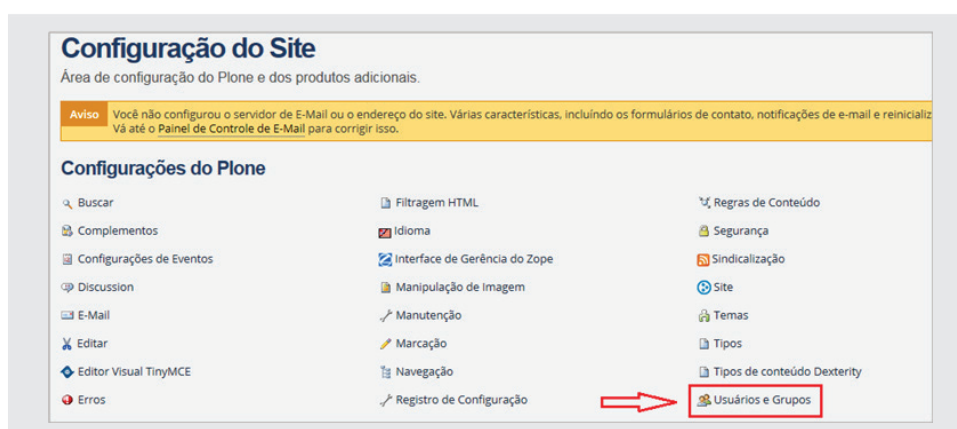 Configuração do Site
Área de configuração do Plone e dos produtos adicionais.
Aviso Você não configurou o servidor de E-Mail ou o endereço do site. Várias características, incluíndo os formulários de contato, notificações de e-mail e
Vá até o Painel de Controle de E-Mail para corrigir isso.
Configurações do Plone
Buscar Filtragem HTML Regras de Conteúdo
Complementos Idioma Segurança
Configurações de Eventos Interface de Gerência do Zope Sindicalização
Discussion Manipulação de Imagem Site
E-Mail Manutenção Temas
Editar Marcação Tipos
Editor Visual TinyMCE Navegação Tipos de conteúdo Dexterity
Erros Registro de Configuração Usuários e Grupos